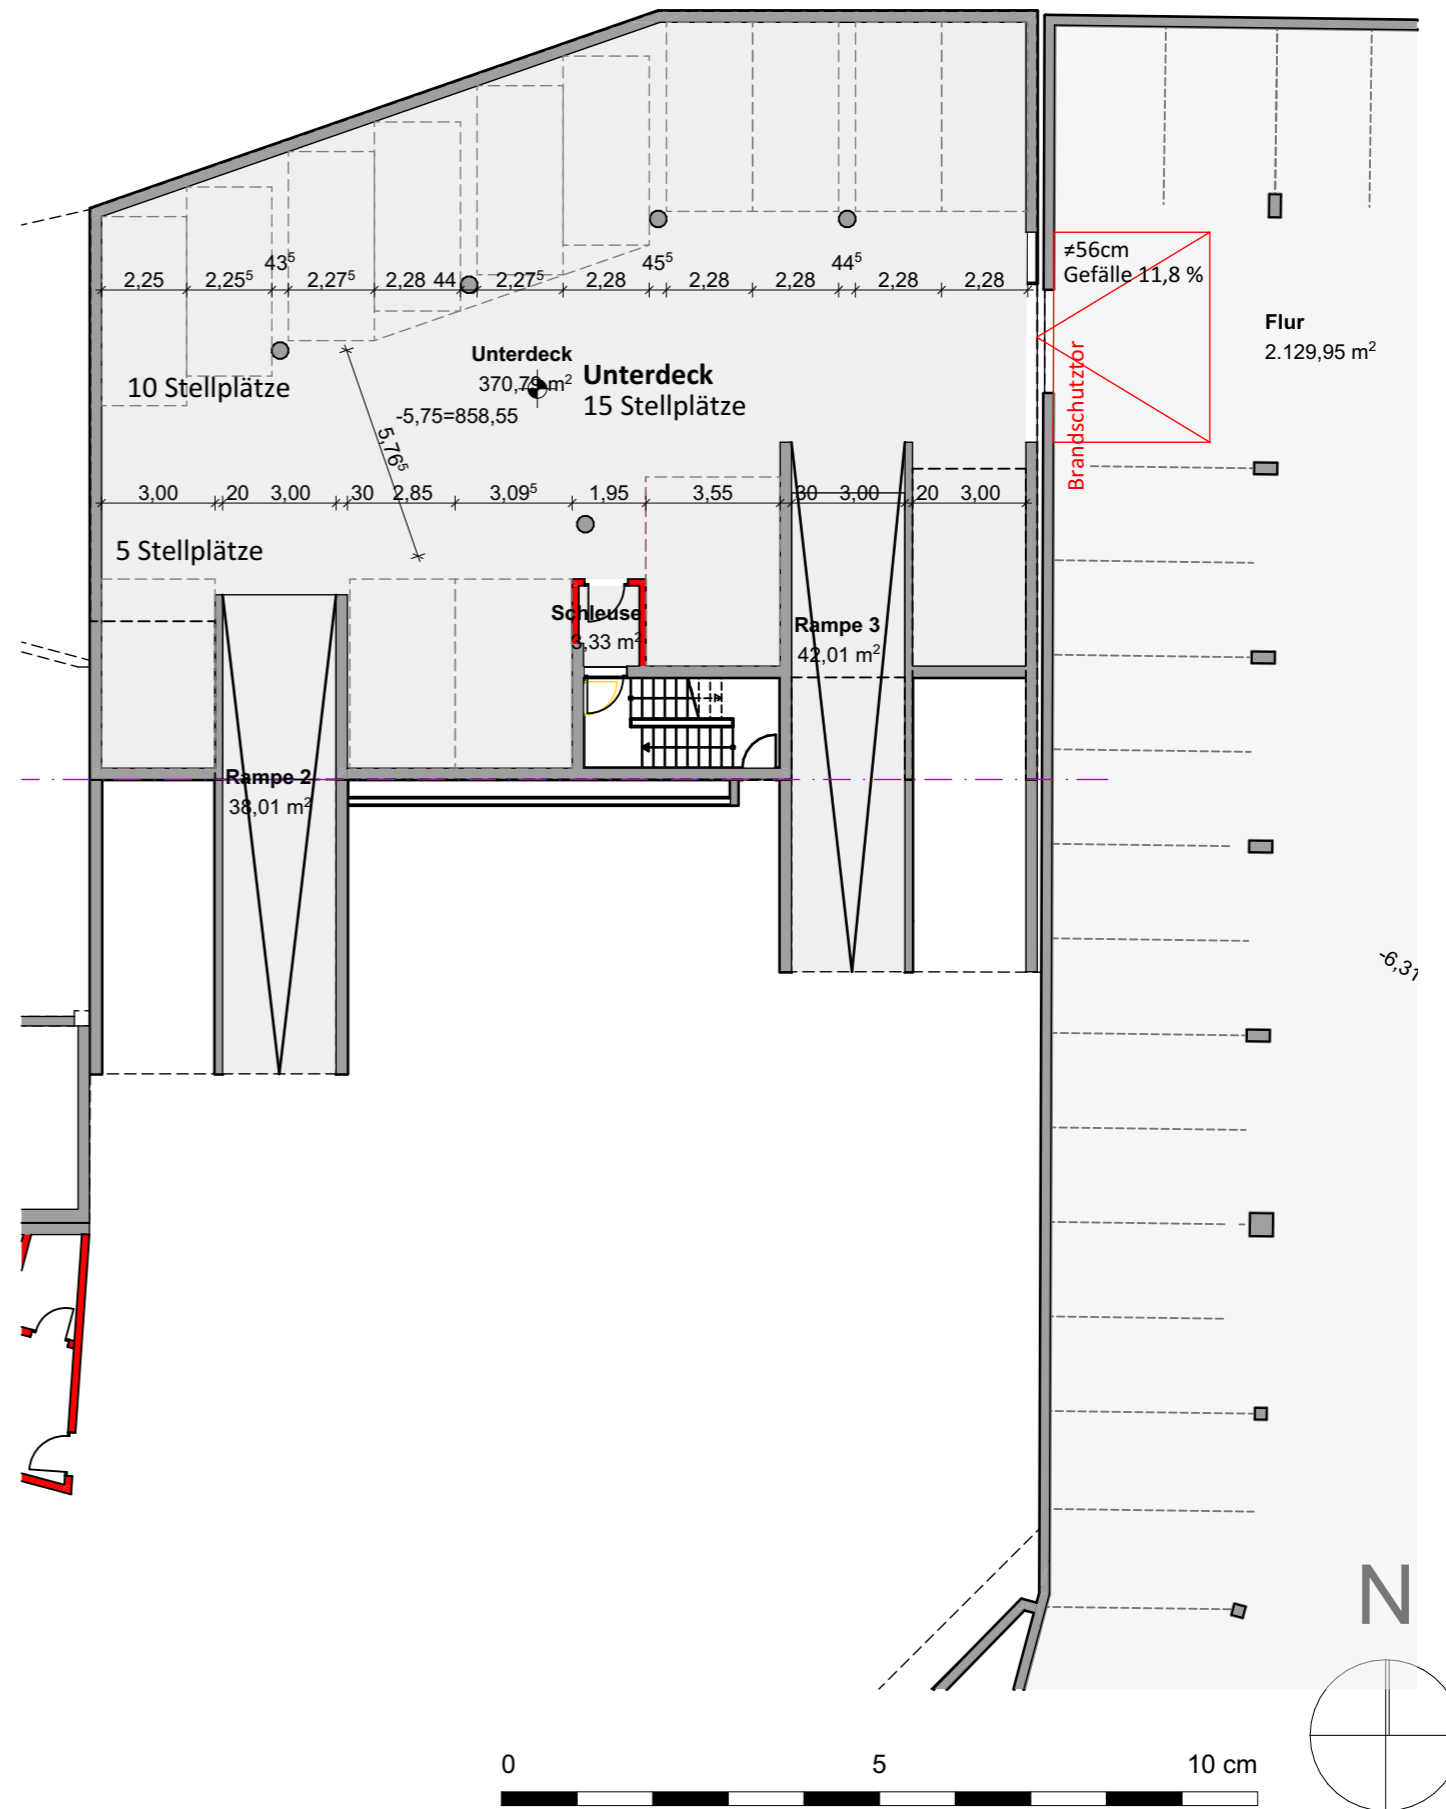 43⁵
45⁵
44⁵
2,25
2,25⁵
2,27⁵
2,28
44
2,27⁵
2,28
2,28
2,28
2,28
2,28
≠56cm
Gefälle 11,8 %
Flur
2.129,95 m²
Brandschutztor
Unterdeck
370,79 m²
-5,75=858,55
Unterdeck
15 Stellplätze
10 Stellplätze
5,76⁵
3,00
20
3,00
30
2,85
3,09⁵
1,95
3,55
30
3,00
20
3,00
5 Stellplätze
Schleuse
3,33 m²
Rampe 3
42,01 m²
Rampe 2
38,01 m²
-6,31
N
0
5
10 cm